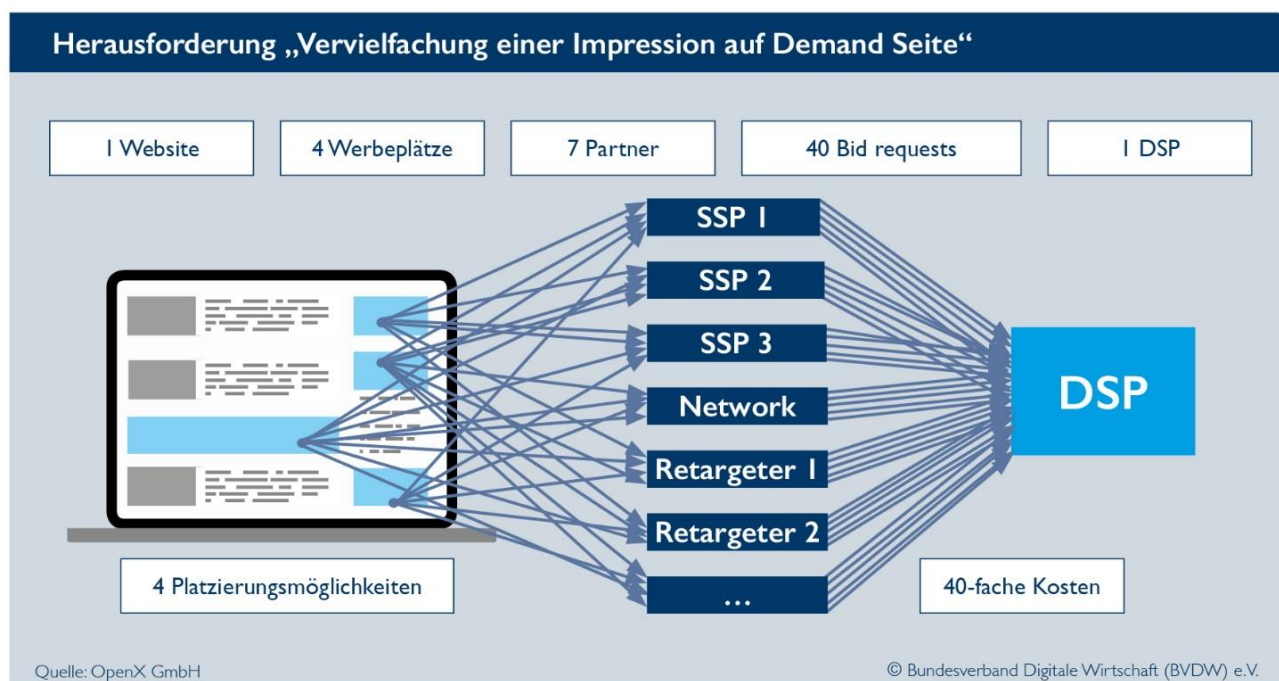 Herausforderung „Vervielfachung einer Impression auf Demand Seite“
1 Website
4 Werbeplätze
7 Partner
40 Bid requests
1 DSP
SSP 1
SSP 2
SSP 3
Network
Retargeter 1
Retargeter 2
...
DSP
4 Platzierungsmöglichkeiten
40-fache Kosten
Quelle: OpenX GmbH
© Bundesverband Digitale Wirtschaft (BVDW) e.V.